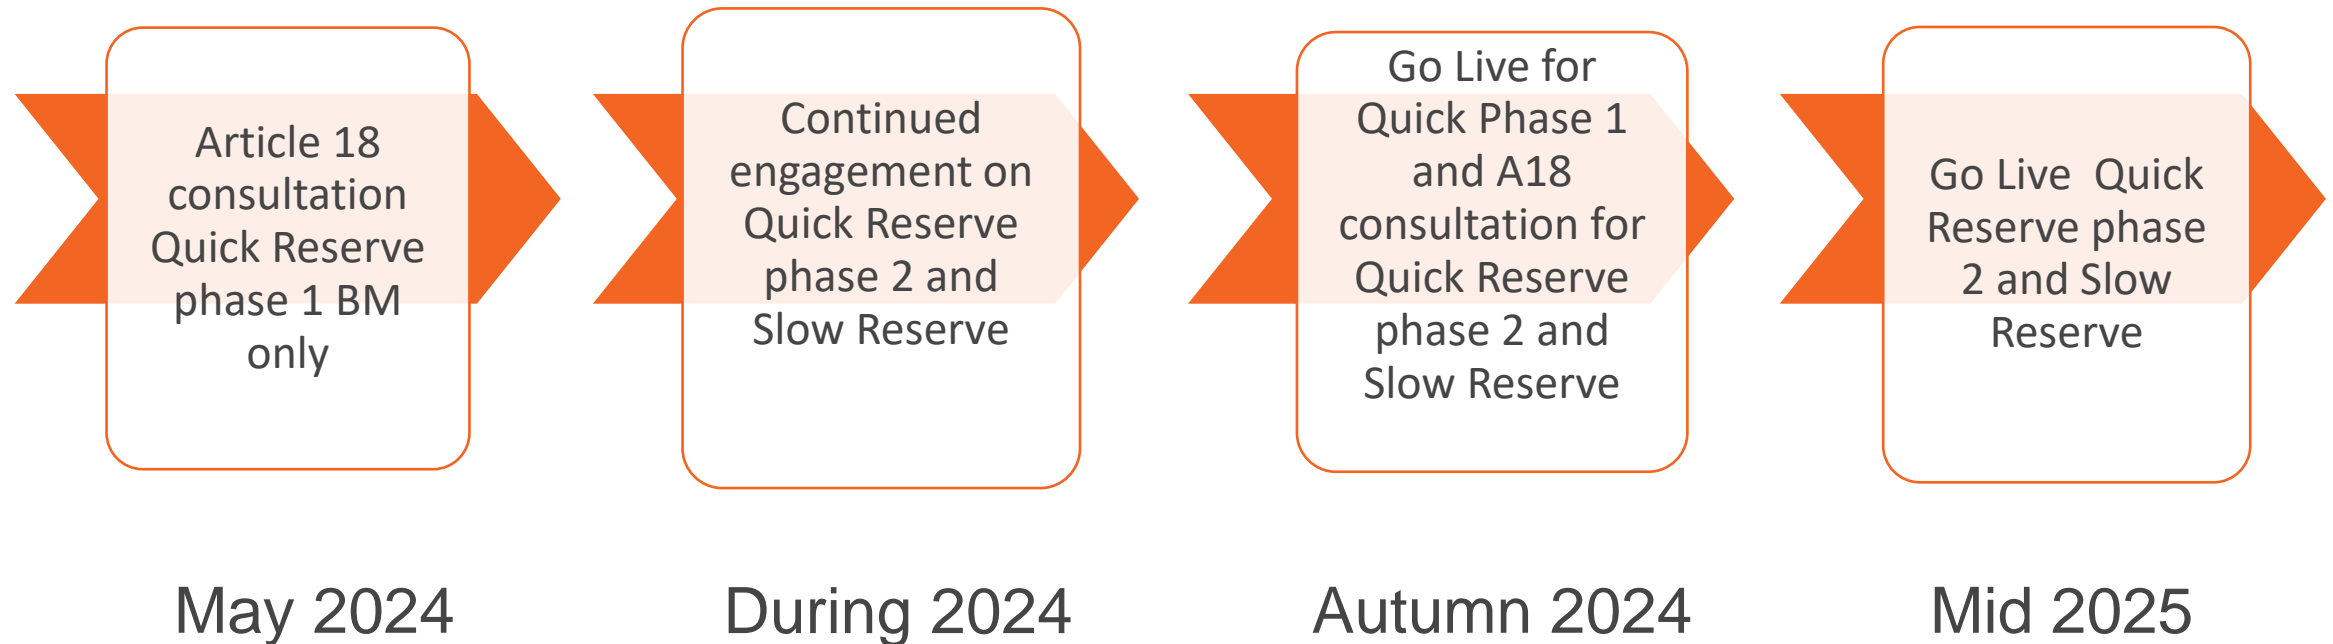 Article 18
consultation
Quick Reserve
phase 1 BM
only
Continued
engagement on
Quick Reserve
phase 2 and
Slow Reserve
Go Live for
Quick Phase 1
and A18
consultation for
Quick Reserve
phase 2 and
Slow Reserve
Go Live  Quick
Reserve phase
2 and Slow
Reserve
May 2024
During 2024
Autumn 2024
Mid 2025